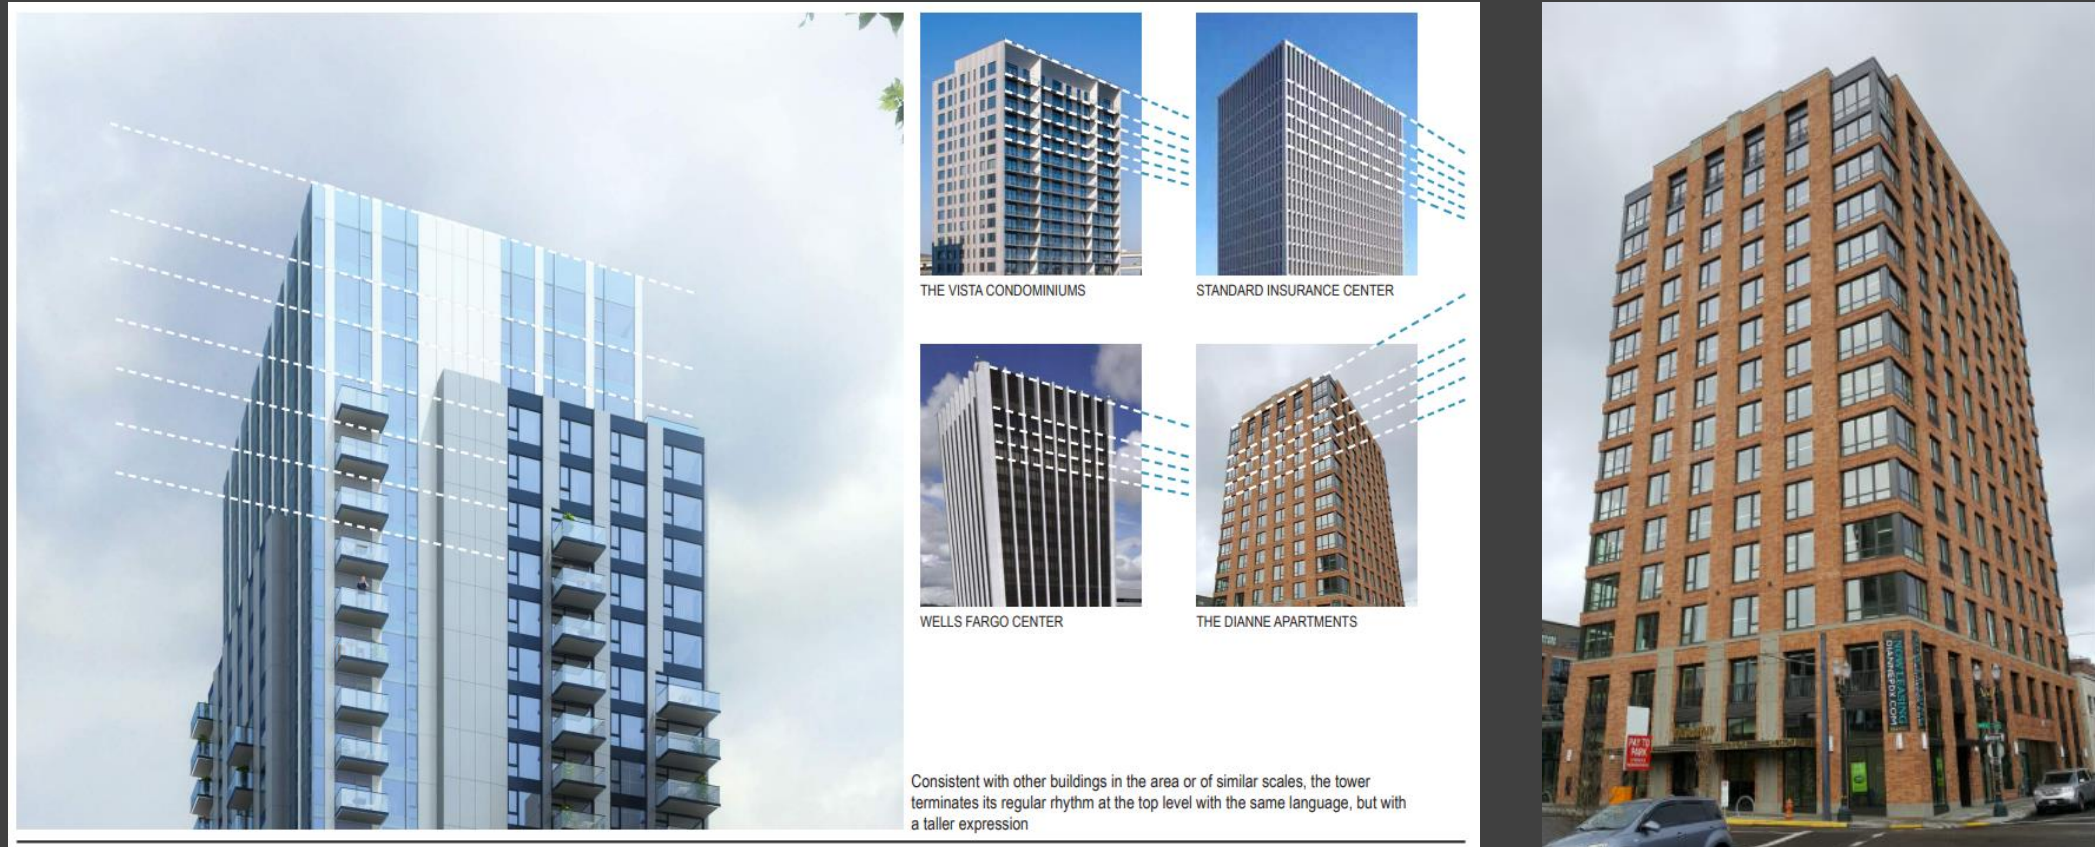 THE VISTA CONDOMINIUMS
STANDARD INSURANCE CENTER
WELLS FARGO CENTER
THE DIANNE APARTMENTS
Consistent with other buildings in the area or of similar scales, the tower
terminates its regular rhythm at the top level with the same language, but with
a taller expression
NOW LEASING
DIANNEPDX.COM
PAY TO
PARK